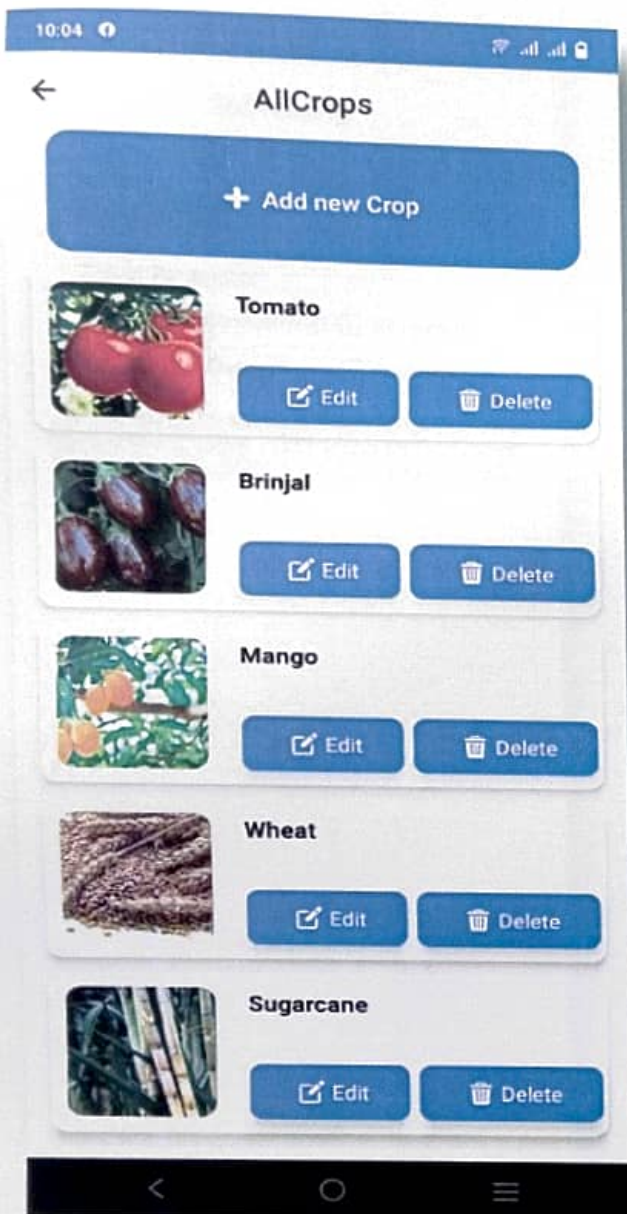 10:04
AllCrops
Add new Crop
Tomato
Edit Delete
Brinjal
Edit Delete
Mango
Edit Delete
Wheat
Edit Delete
Sugarcane
Edit Delete